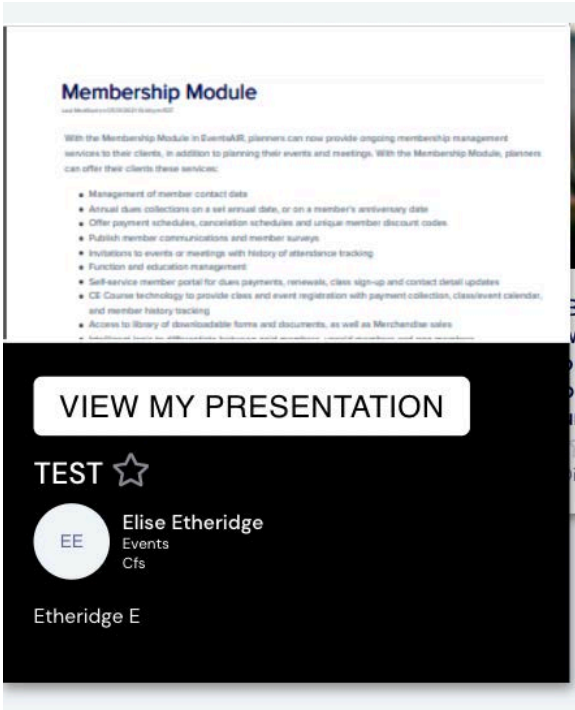 Membership Module
With the Membership Module in EventsAIR, planners can now provide ongoing membership management
services to their clients, in addition to planning their events and meetings. With the Membership Module, planners
can offer their clients these services:
• Management of member contact data
• Annual dues collections on a set annual date, or on a member's anniversary date
• Offer payment schedules, cancelation schedules and unique member discount codes
• Publish member communications and member surveys
• Invitations to events or meetings with history of attendance tracking
• Function and education management
• Self-service member portal for dues payments, renewals, class sign-up and contact detail updates
• CE Course technology to provide class and event registration with payment collection, class/event calendar,
and member history tracking
• Access to library of downloadable forms and documents, as well as Merchandise sales
VIEW MY PRESENTATION
TEST
EE
Elise Etheridge
Events
Cfs
Etheridge E